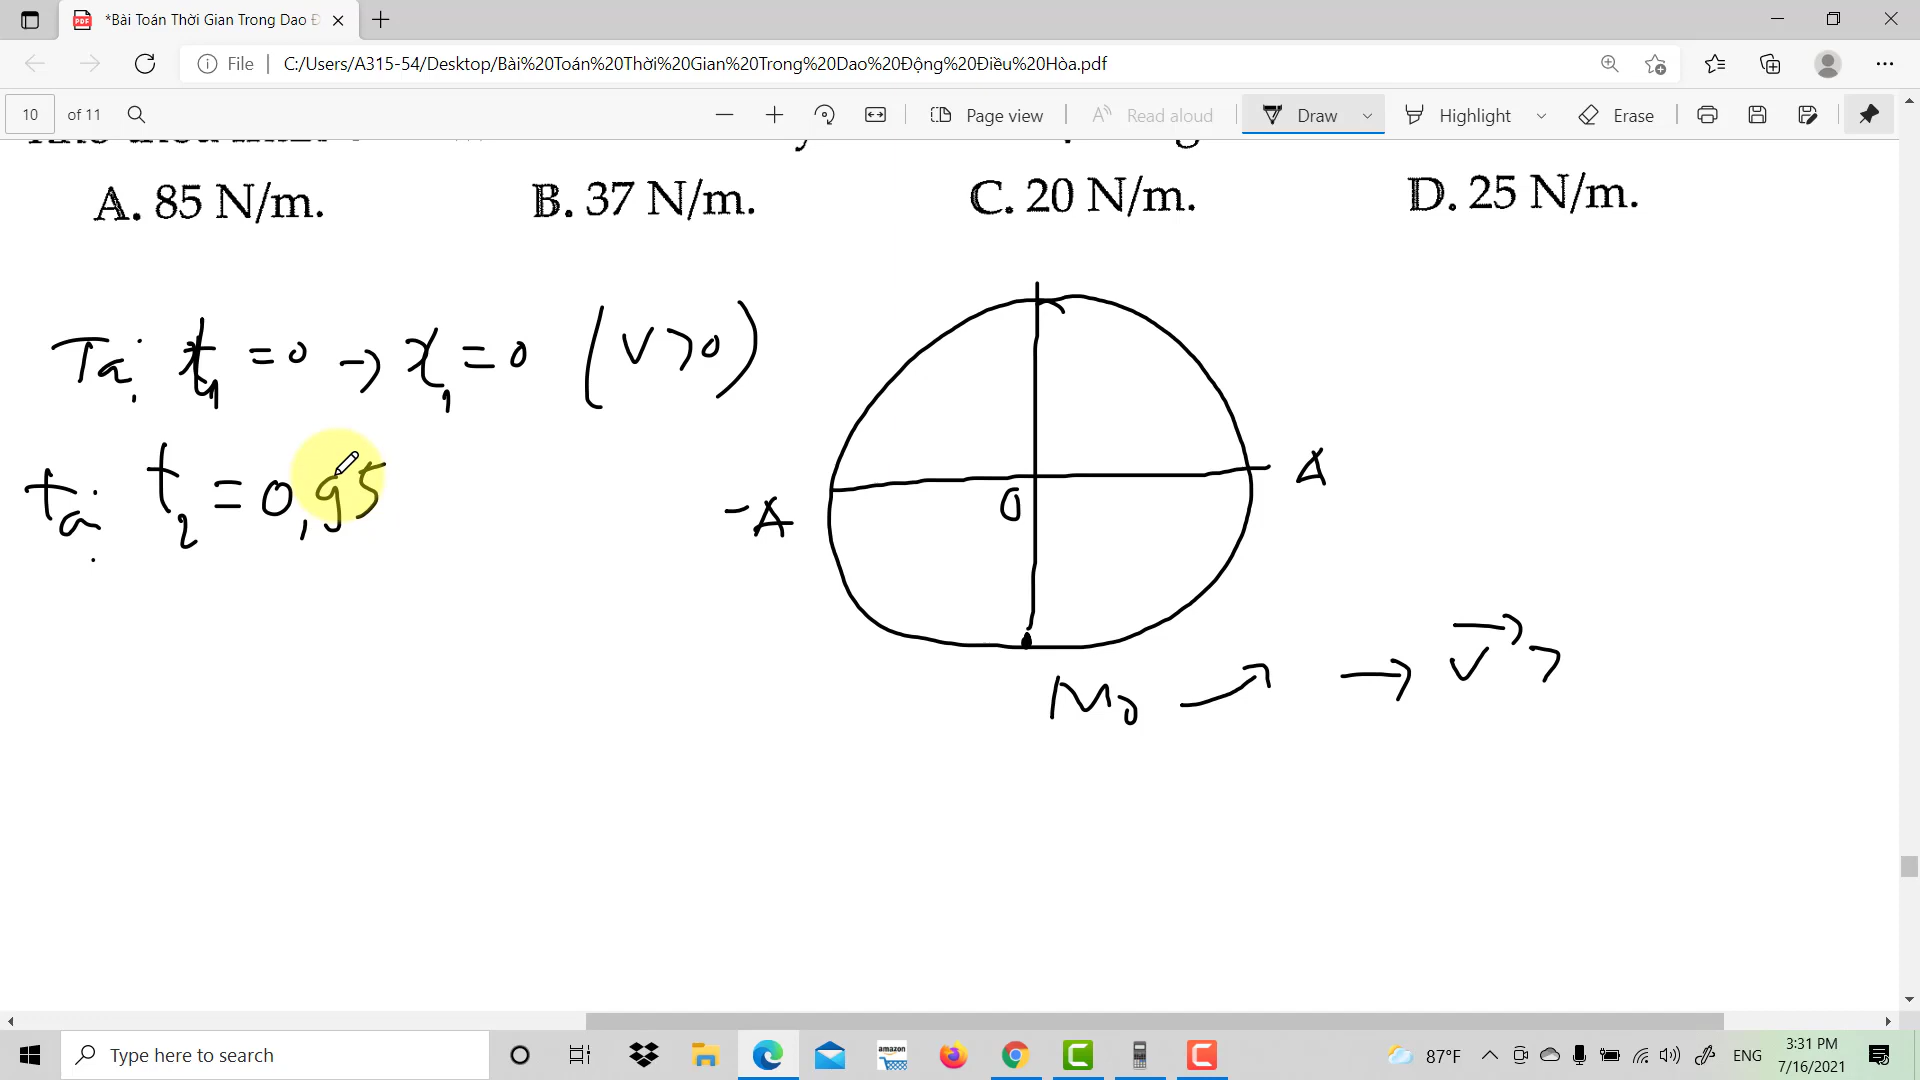 *Bài Toán Thời Gian Trong Dao Đ
File
C:/Users/A315-54/Desktop/Bài%20Toán%20Thời%20Gian%20Trong%20Dao%20Động%20Điều%20Hòa.pdf
10 of 11
Page view
Read aloud
Draw
Highlight
Erase
A. 85 N/m. B. 37 N/m. C. 20 N/m. D. 25 N/m.
Tại t₁ = 0 → x₁ = 0 (v > 0)
tại t₂ = 0,95
-A O A
M₀ → v >
Type here to search
amazon
87°F
ENG
3:31 PM
7/16/2021